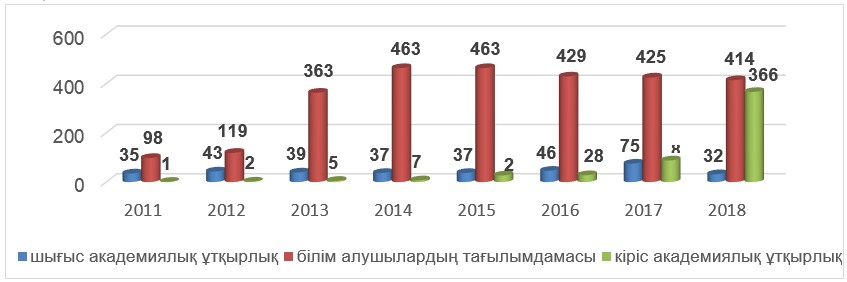 600
400
200
0
35 98 1
43 119 2
39 363 5
37 463 7
37 463 2
46 429 28
75 425
32 414 366
2011 2012 2013 2014 2015 2016 2017 2018
шығыс академиялық ұтқырлық білім алушылардың тағылымдамасы кіріс академиялық ұтқырлық